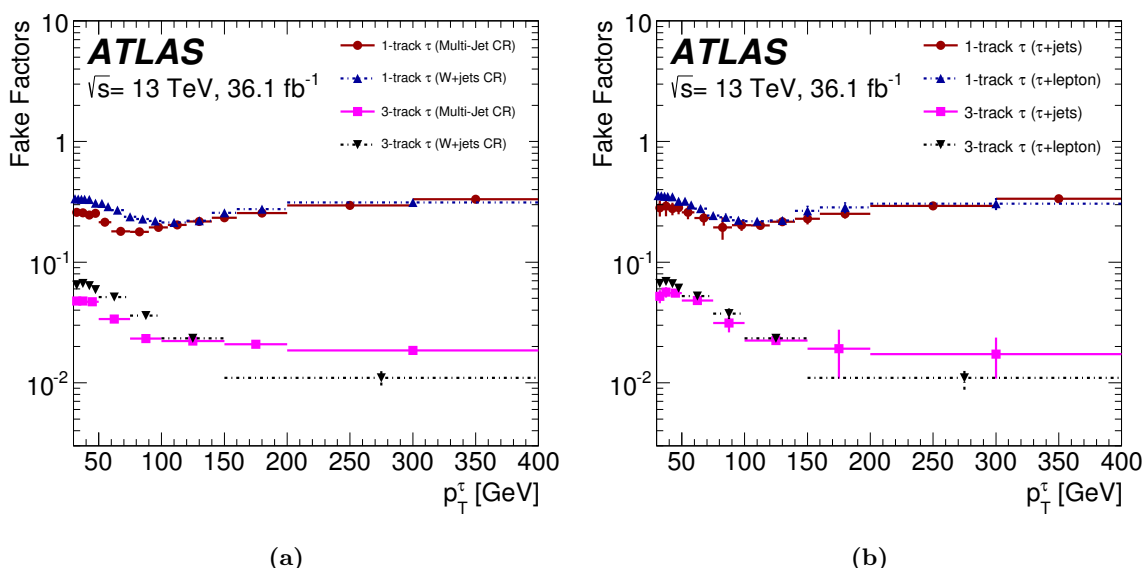 ATLAS
√s= 13 TeV, 36.1 fb⁻¹
1-track τ (Multi-Jet CR)
1-track τ (W+jets CR)
3-track τ (Multi-Jet CR)
3-track τ (W+jets CR)
Fake Factors
10
1
10⁻¹
10⁻²
50 100 150 200 250 300 350 400
p_T^τ [GeV]
(a)
ATLAS
√s= 13 TeV, 36.1 fb⁻¹
1-track τ (τ+jets)
1-track τ (τ+lepton)
3-track τ (τ+jets)
3-track τ (τ+lepton)
Fake Factors
10
1
10⁻¹
10⁻²
50 100 150 200 250 300 350 400
p_T^τ [GeV]
(b)